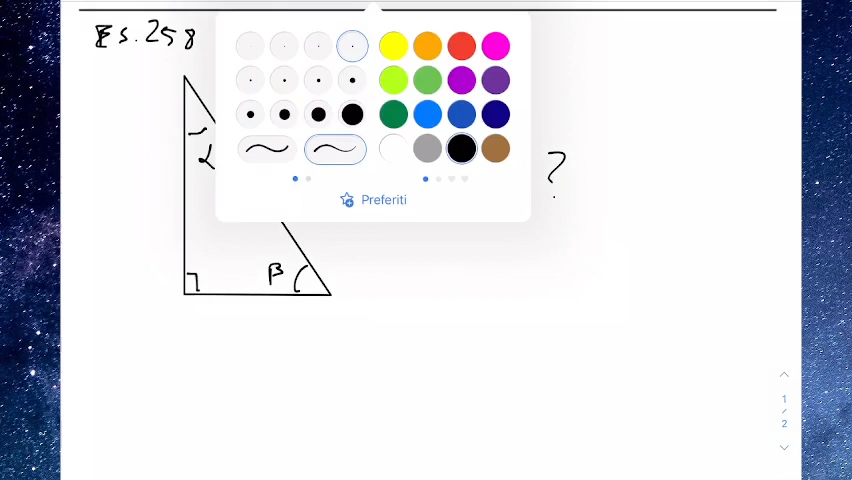 Es. 258
α
?
Preferiti
β
1
/
2